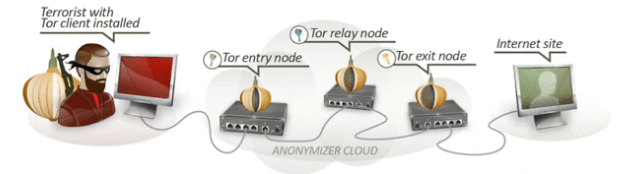 Terrorist with
Tor client installed
Tor entry node
Tor relay node
Tor exit node
Internet site
ANONYMIZER CLOUD